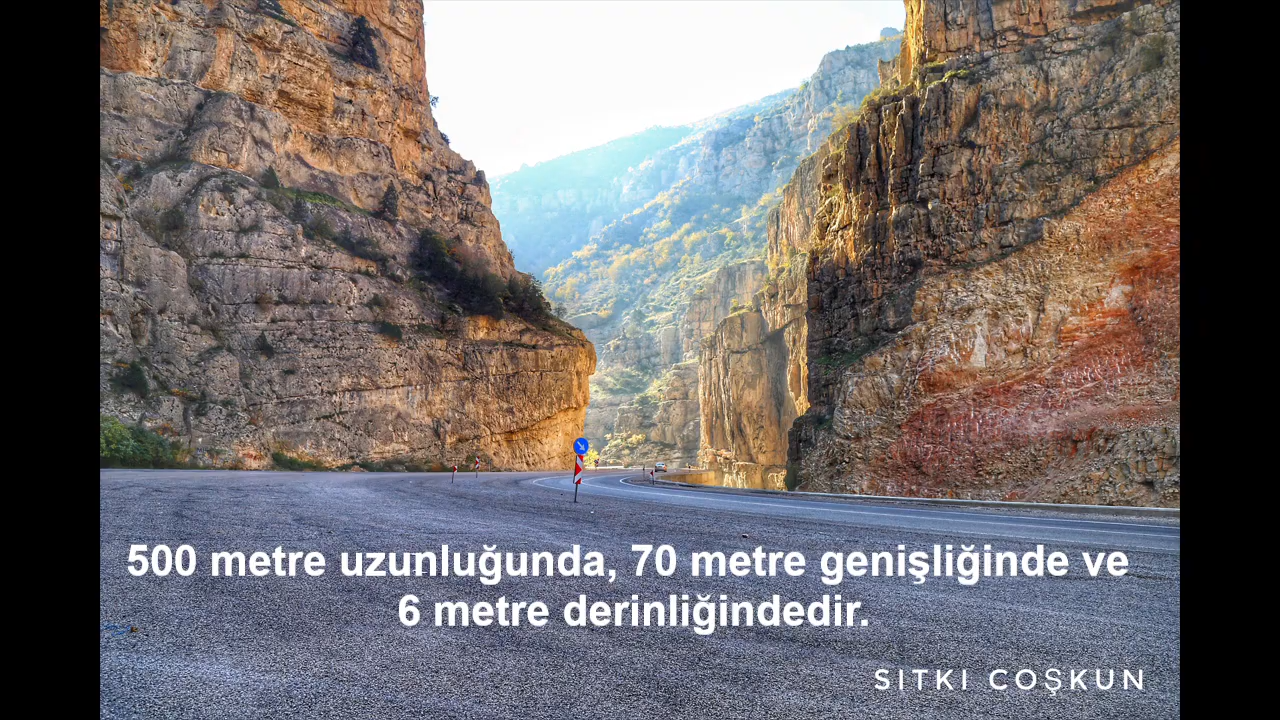 500 metre uzunluğunda, 70 metre genişliğinde ve
6 metre derinliğindedir.
SITKI COŞKUN